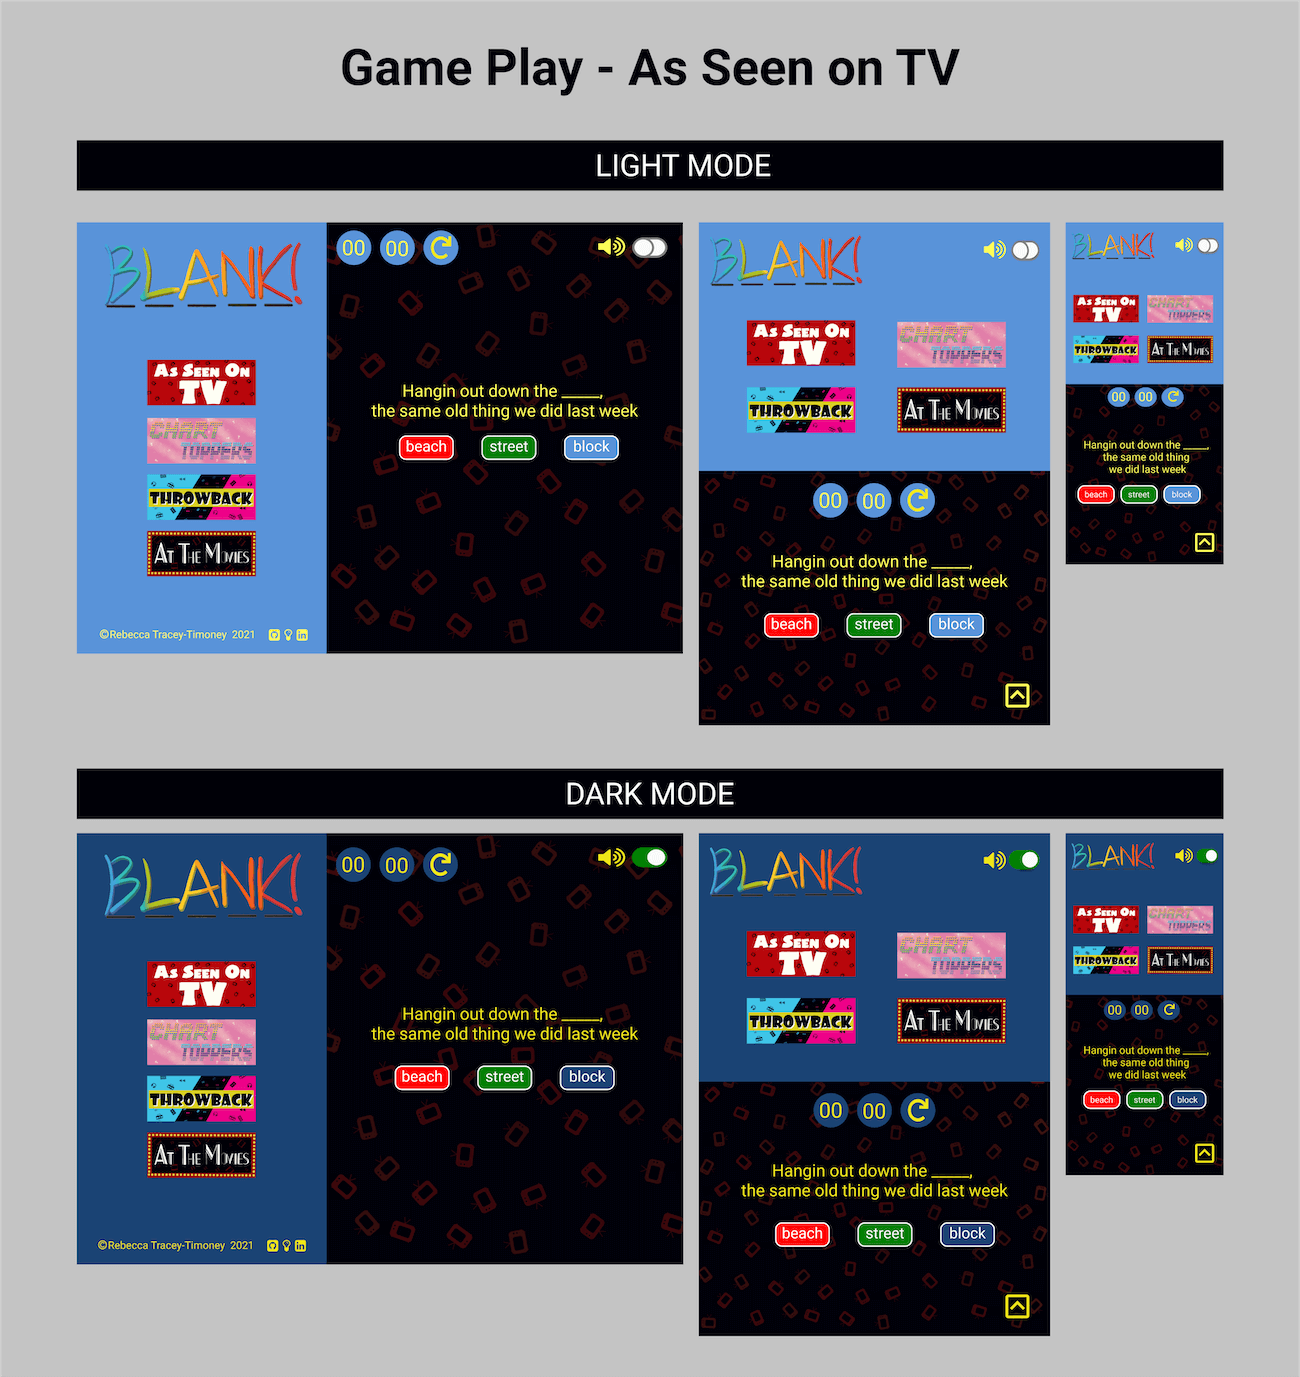 Game Play - As Seen on TV
LIGHT MODE
BLANK!
As Seen On
TV
CHART
TOPPERS
THROWBACK
At The Movies
©Rebecca Tracey-Timoney 2021
00 00
Hangin out down the _____,
the same old thing we did last week
beach street block
BLANK!
As Seen On
TV
CHART
TOPPERS
THROWBACK
At The Movies
00 00
Hangin out down the _____,
the same old thing we did last week
beach street block
BLANK!
As Seen On
TV
CHART
TOPPERS
THROWBACK
At The Movies
00 00
Hangin out down the _____,
the same old thing
we did last week
beach street block
DARK MODE
BLANK!
As Seen On
TV
CHART
TOPPERS
THROWBACK
At The Movies
©Rebecca Tracey-Timoney 2021
00 00
Hangin out down the _____,
the same old thing we did last week
beach street block
BLANK!
As Seen On
TV
CHART
TOPPERS
THROWBACK
At The Movies
00 00
Hangin out down the _____,
the same old thing we did last week
beach street block
BLANK!
As Seen On
TV
CHART
TOPPERS
THROWBACK
At The Movies
00 00
Hangin out down the _____,
the same old thing
we did last week
beach street block